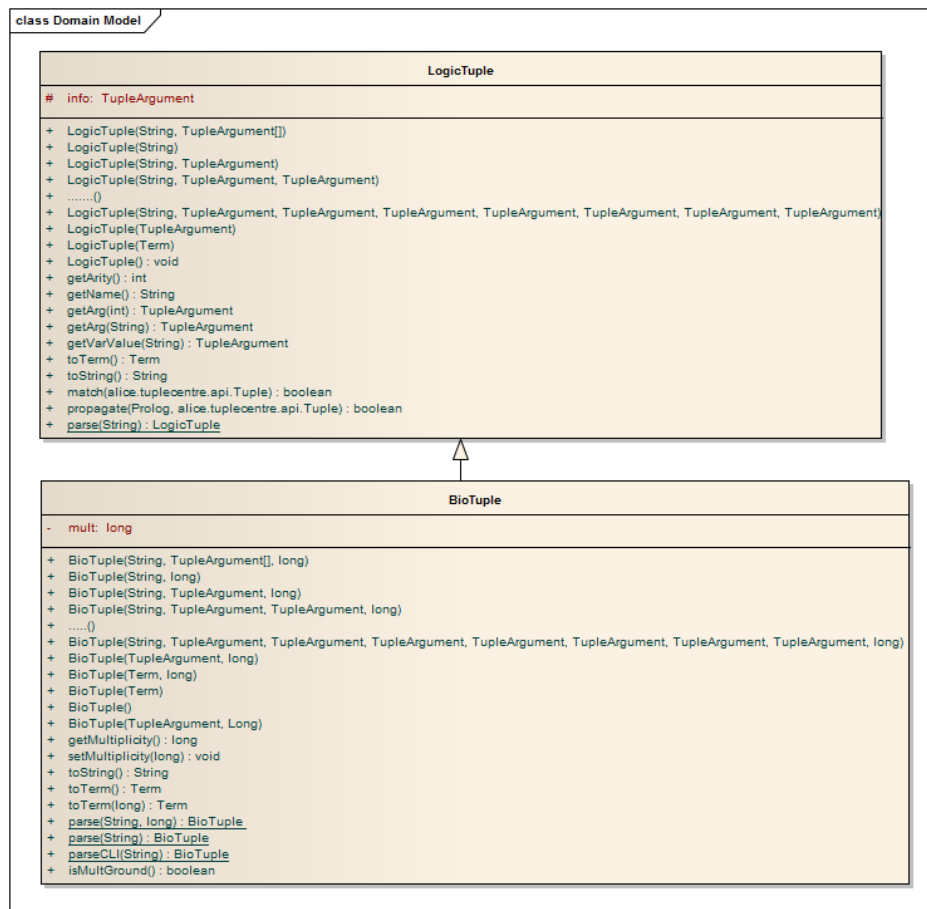 class Domain Model
LogicTuple
# info: TupleArgument
+ LogicTuple(String, TupleArgument[])
+ LogicTuple(String)
+ LogicTuple(String, TupleArgument)
+ LogicTuple(String, TupleArgument, TupleArgument)
+ .......()
+ LogicTuple(String, TupleArgument, TupleArgument, TupleArgument, TupleArgument, TupleArgument, TupleArgument, TupleArgument)
+ LogicTuple(TupleArgument)
+ LogicTuple(Term)
+ LogicTuple() : void
+ getArity() : int
+ getName() : String
+ getArg(int) : TupleArgument
+ getArg(String) : TupleArgument
+ getVarValue(String) : TupleArgument
+ toTerm() : Term
+ toString() : String
+ match(alice.tuplecentre.api.Tuple) : boolean
+ propagate(Prolog, alice.tuplecentre.api.Tuple) : boolean
+ parse(String) : LogicTuple
BioTuple
- mult: long
+ BioTuple(String, TupleArgument[], long)
+ BioTuple(String, long)
+ BioTuple(String, TupleArgument, long)
+ BioTuple(String, TupleArgument, TupleArgument, long)
+ .....()
+ BioTuple(String, TupleArgument, TupleArgument, TupleArgument, TupleArgument, TupleArgument, TupleArgument, TupleArgument, long)
+ BioTuple(TupleArgument, long)
+ BioTuple(Term, long)
+ BioTuple(Term)
+ BioTuple()
+ BioTuple(TupleArgument, Long)
+ getMultiplicity() : long
+ setMultiplicity(long) : void
+ toString() : String
+ toTerm() : Term
+ toTerm(long) : Term
+ parse(String, long) : BioTuple
+ parse(String) : BioTuple
+ parseCLI(String) : BioTuple
+ isMultGround() : boolean